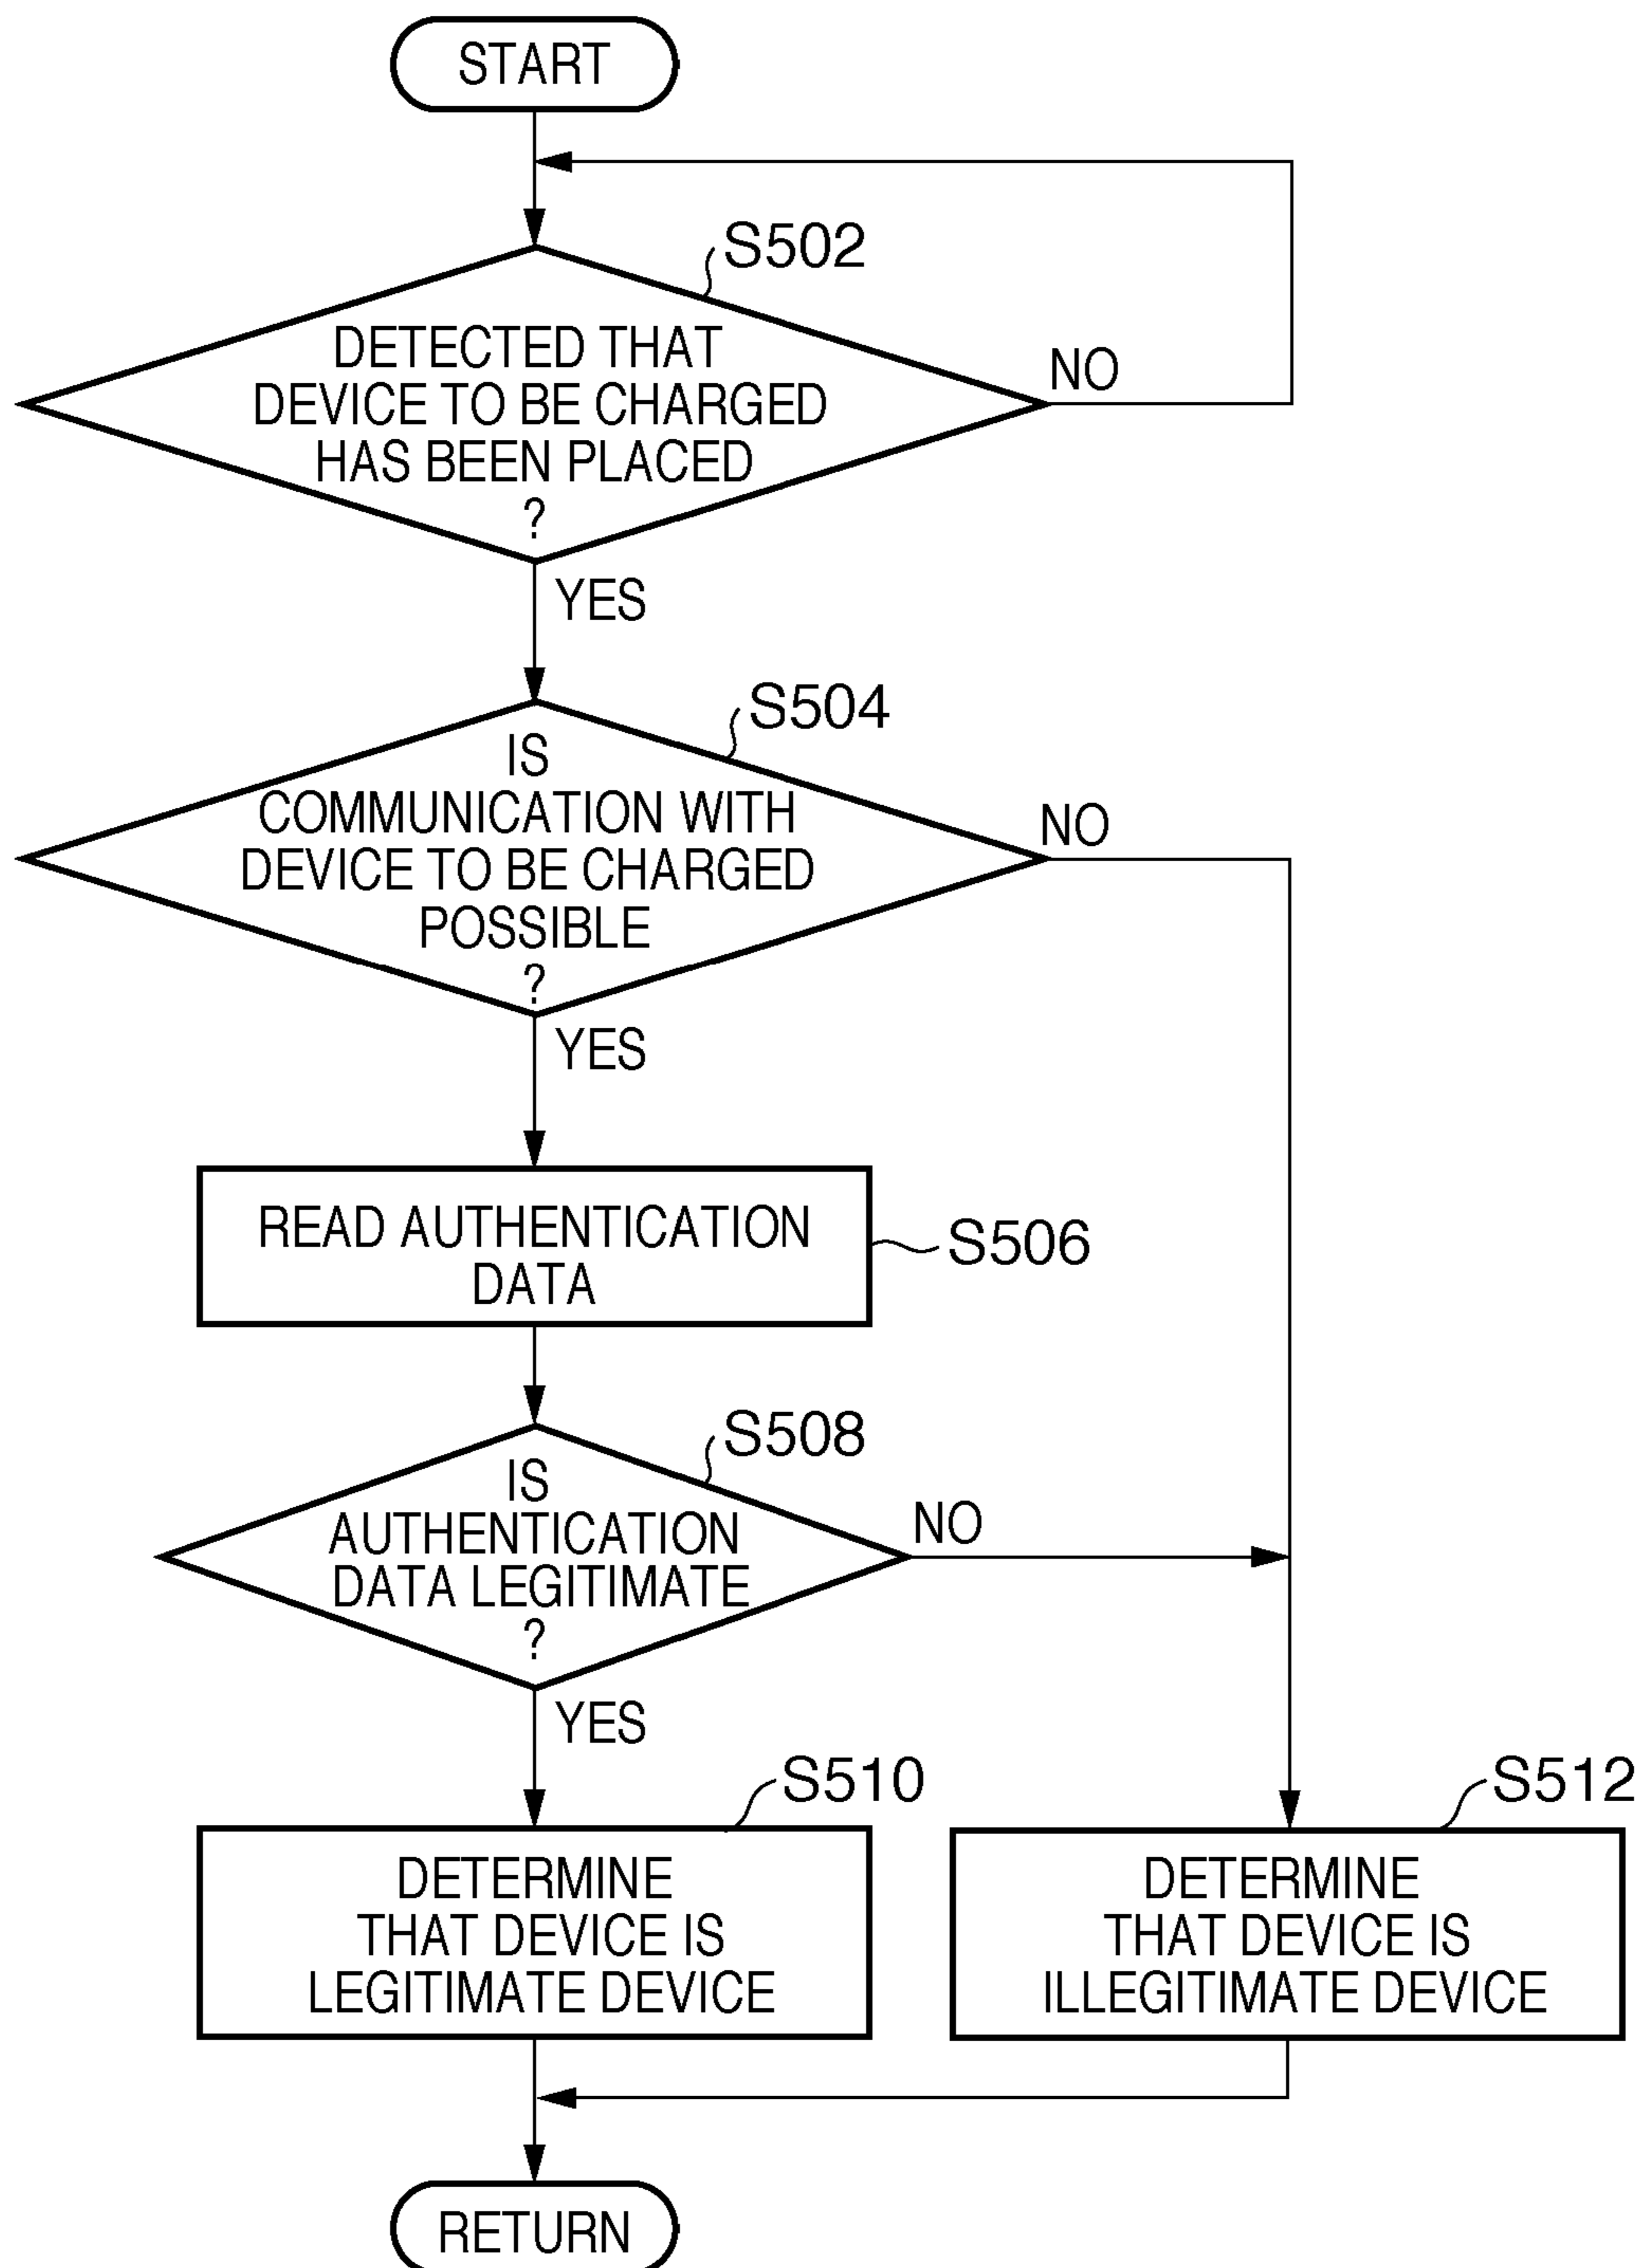 START
S502
DETECTED THAT
DEVICE TO BE CHARGED
HAS BEEN PLACED
?
NO
YES
S504
IS
COMMUNICATION WITH
DEVICE TO BE CHARGED
POSSIBLE
?
NO
YES
READ AUTHENTICATION
DATA
S506
S508
IS
AUTHENTICATION
DATA LEGITIMATE
?
NO
YES
S510
DETERMINE
THAT DEVICE IS
LEGITIMATE DEVICE
S512
DETERMINE
THAT DEVICE IS
ILLEGITIMATE DEVICE
RETURN